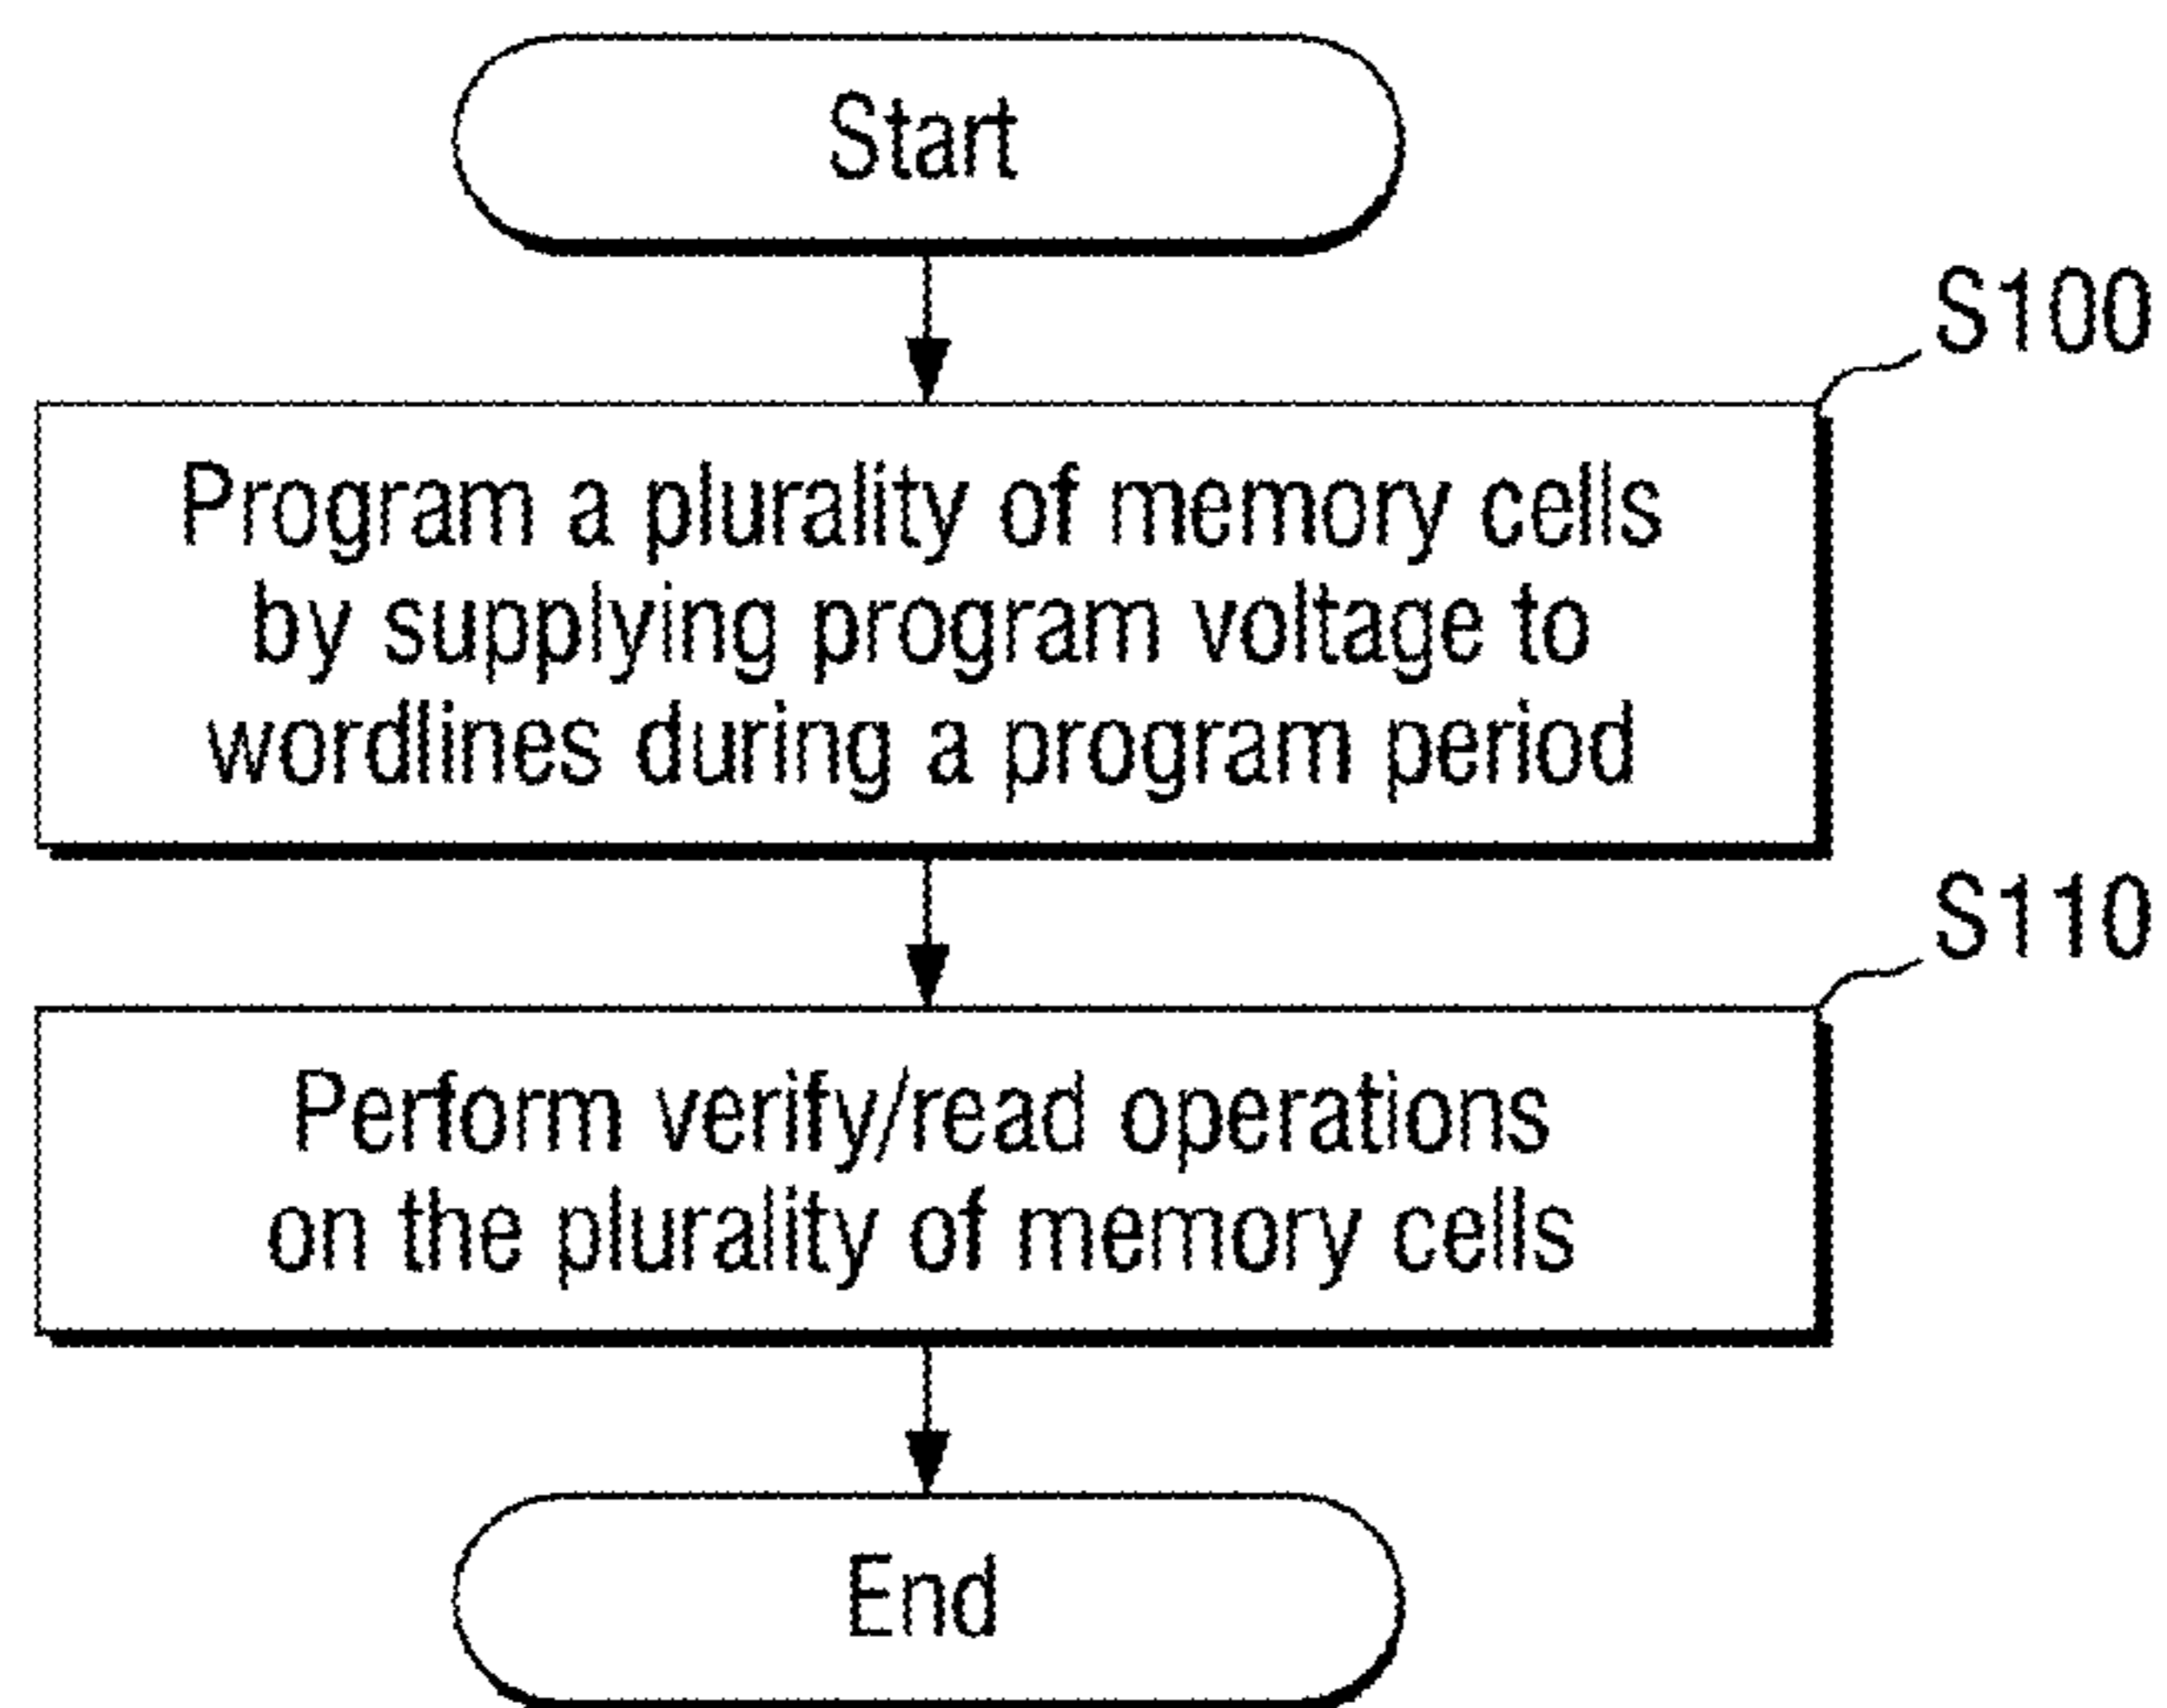 Start
S100
Program a plurality of memory cells
by supplying program voltage to
wordlines during a program period
S110
Perform verify/read operations
on the plurality of memory cells
End